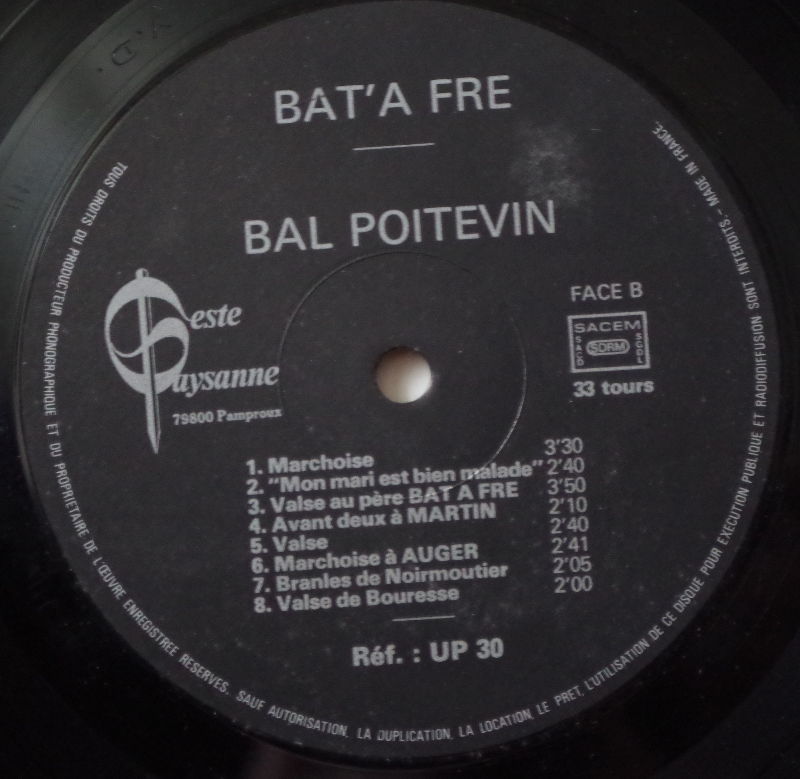 BAT'A FRE
BAL POITEVIN
Geste
Paysanne
79800 Pamproux
FACE B
SACEM
SACD
SDRM
SGDL
33 tours
1. Marchoise 3'30
2. "Mon mari est bien malade" 2'40
3. Valse au père BAT A FRE 3'50
4. Avant deux à MARTIN 2'10
5. Valse 2'40
6. Marchoise à AUGER 2'41
7. Branles de Noirmoutier 2'05
8. Valse de Bouresse 2'00
Réf. : UP 30
TOUS DROITS DU PRODUCTEUR PHONOGRAPHIQUE ET DU PROPRIETAIRE DE L'ŒUVRE ENREGISTREE RESERVES. SAUF AUTORISATION, LA DUPLICATION, LA LOCATION, LE PRET, L'UTILISATION DE CE DISQUE POUR EXECUTION PUBLIQUE ET RADIODIFFUSION SONT INTERDITS - MADE IN FRANCE.